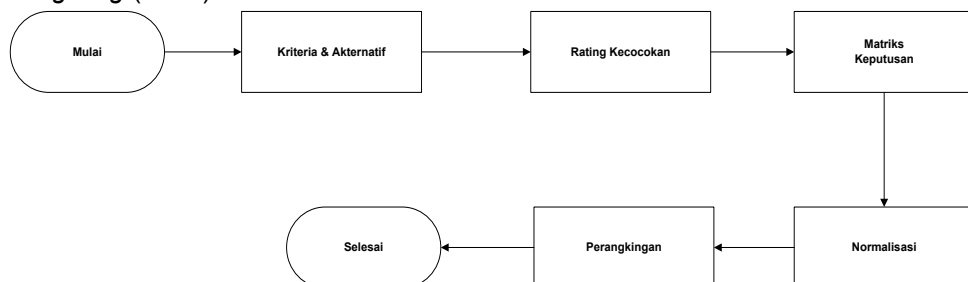 Mulai
Kriteria & Akternatif
Rating Kecocokan
Matriks
Keputusan
Normalisasi
Perangkingan
Selesai